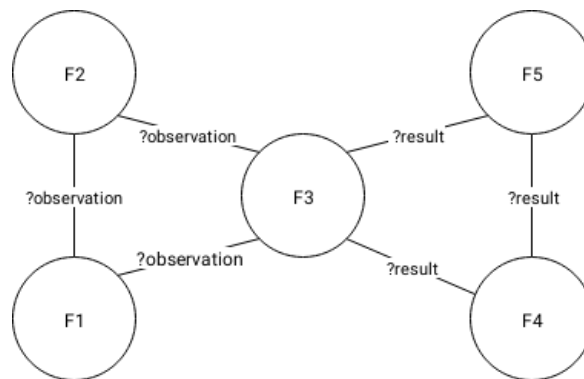 F2
F5
?observation
?result
?observation
F3
?result
?observation
?result
F1
F4